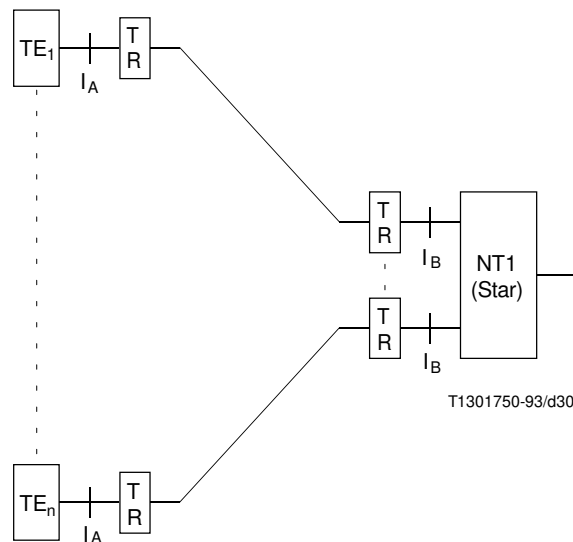 TE1
T
R
IA
T
R
IB
NT1
(Star)
T
R
IB
T1301750-93/d30
TEn
T
R
IA